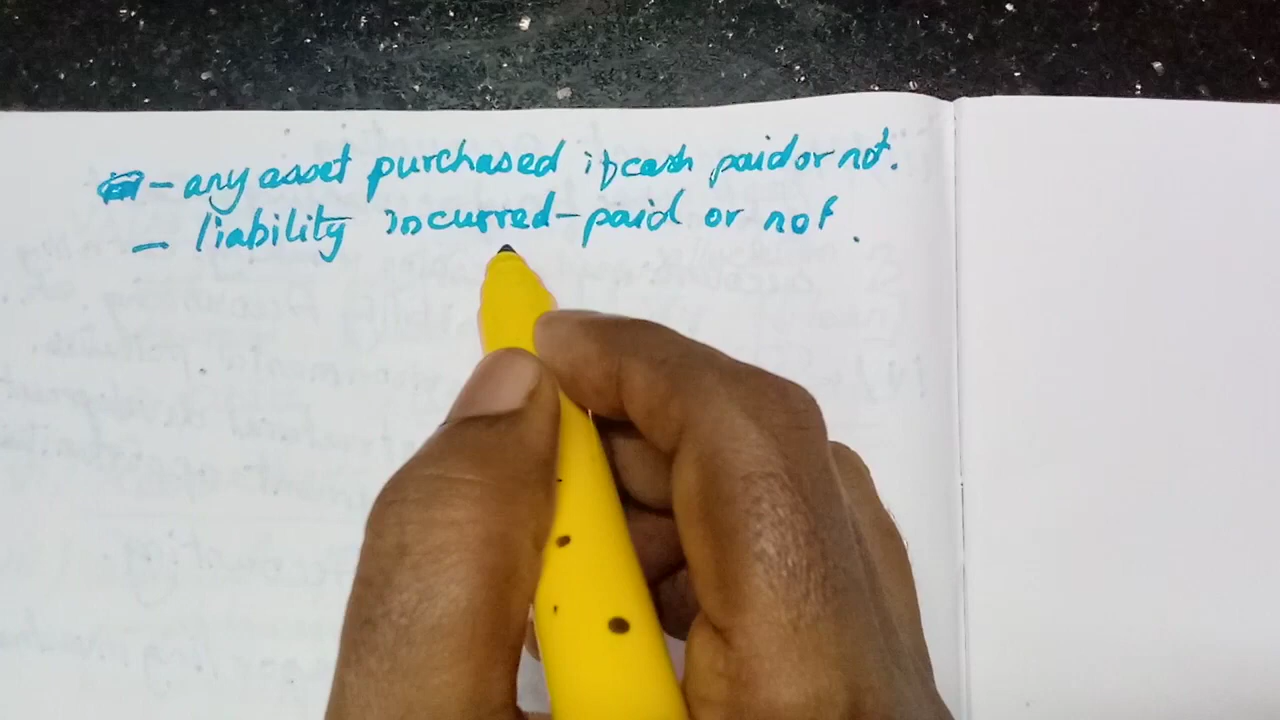 - any asset purchased if cash paid or not.
- liability incurred - paid or not.